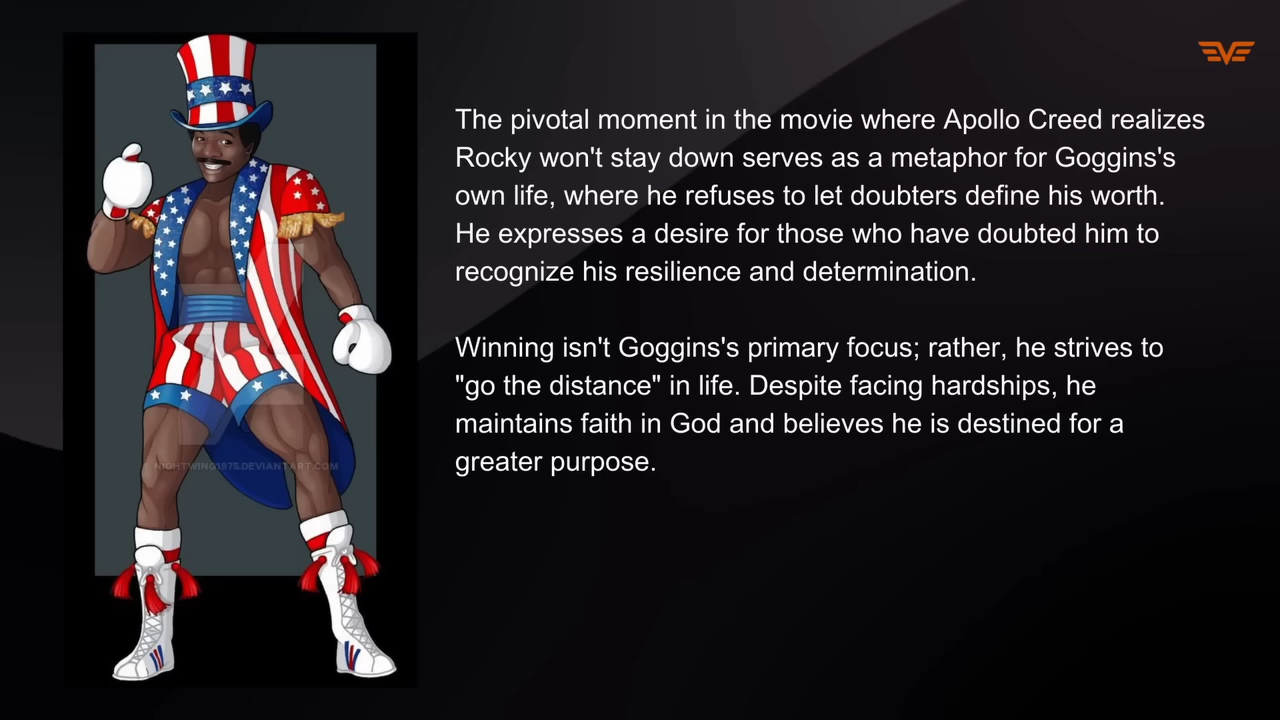 The pivotal moment in the movie where Apollo Creed realizes
Rocky won't stay down serves as a metaphor for Goggins's
own life, where he refuses to let doubters define his worth.
He expresses a desire for those who have doubted him to
recognize his resilience and determination.
Winning isn't Goggins's primary focus; rather, he strives to
"go the distance" in life. Despite facing hardships, he
maintains faith in God and believes he is destined for a
greater purpose.
NIGHTWING1975.DEVIANTART.COM